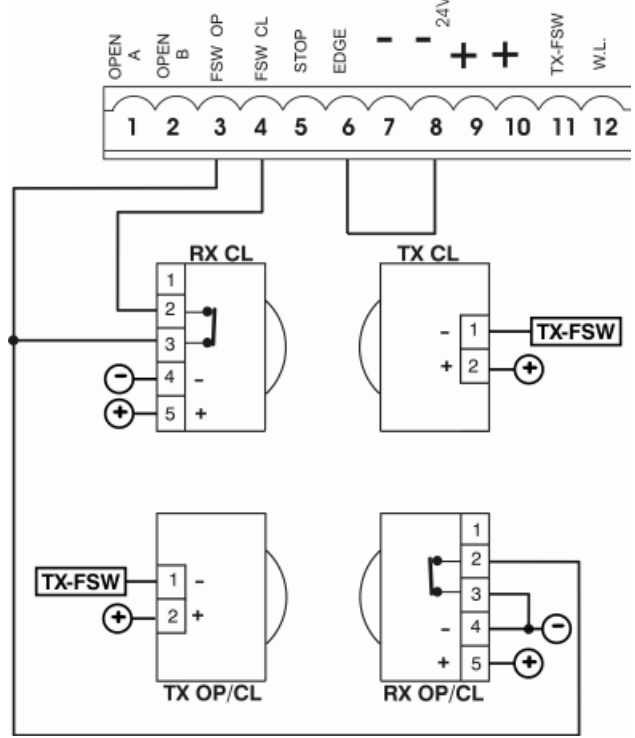 OPEN A
OPEN B
FSW OP
FSW CL
STOP
EDGE
-
-
24V
+
+
TX-FSW
W.L.
1 2 3 4 5 6 7 8 9 10 11 12
RX CL
1
2
3
- 4 -
+ 5 +
TX CL
- 1 TX-FSW
+ 2 +
TX-FSW 1 -
+ 2 +
TX OP/CL
1
2
3
- 4 -
+ 5 +
RX OP/CL